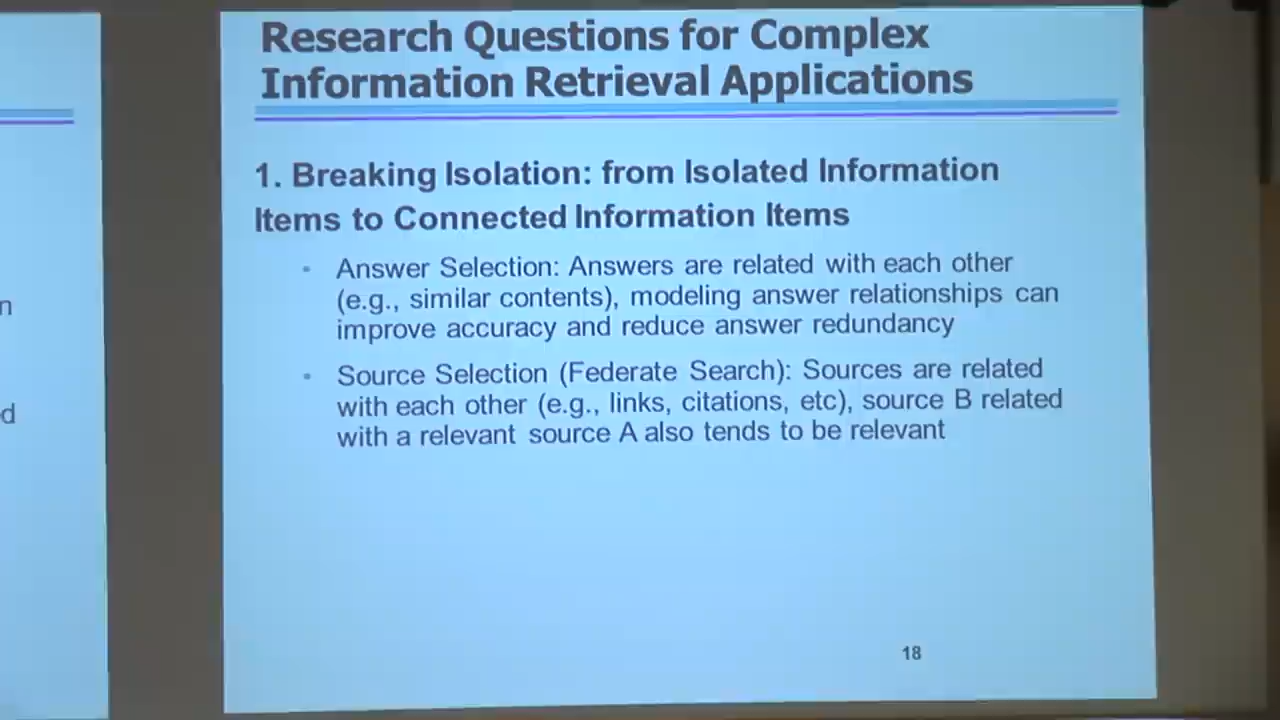 Research Questions for Complex
Information Retrieval Applications
1. Breaking Isolation: from Isolated Information
Items to Connected Information Items
• Answer Selection: Answers are related with each other
(e.g., similar contents), modeling answer relationships can
improve accuracy and reduce answer redundancy
• Source Selection (Federate Search): Sources are related
with each other (e.g., links, citations, etc), source B related
with a relevant source A also tends to be relevant
18
n
d